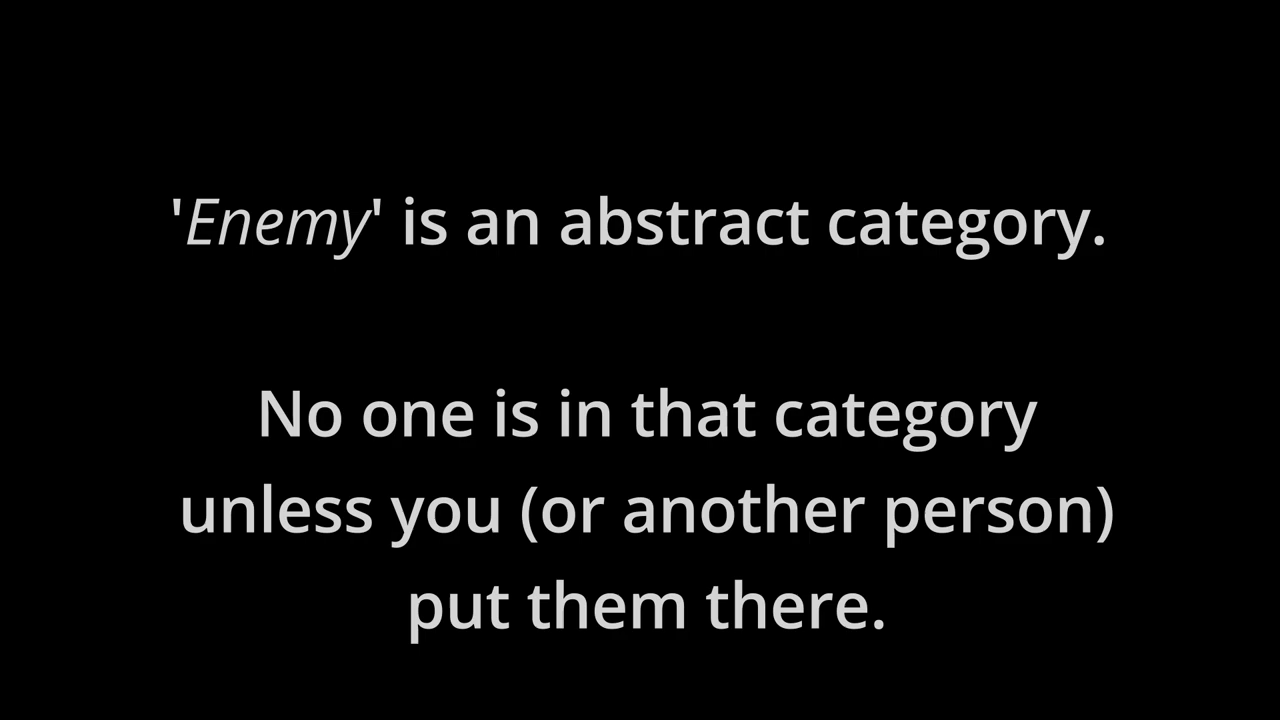 'Enemy' is an abstract category.
No one is in that category
unless you (or another person)
put them there.